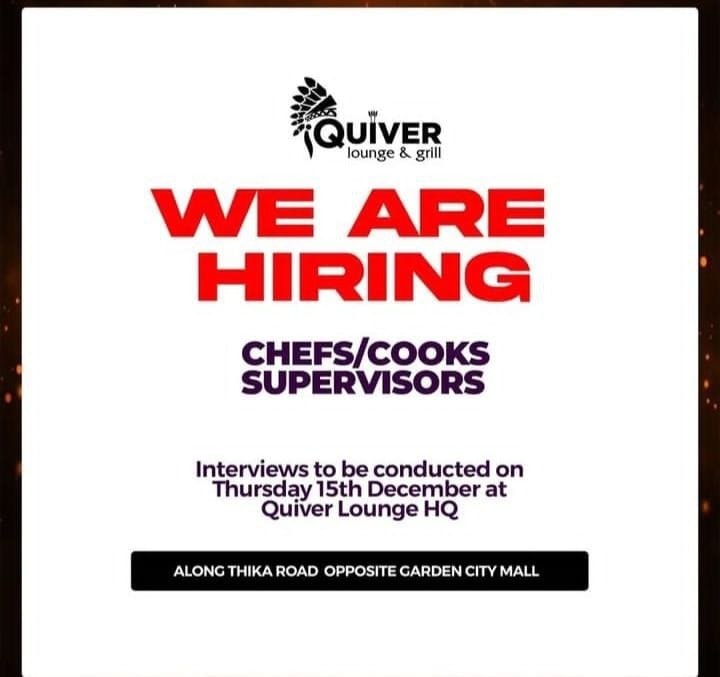 QUIVER
lounge & grill
WE ARE
HIRING
CHEFS/COOKS
SUPERVISORS
Interviews to be conducted on
Thursday 15th December at
Quiver Lounge HQ
ALONG THIKA ROAD OPPOSITE GARDEN CITY MALL